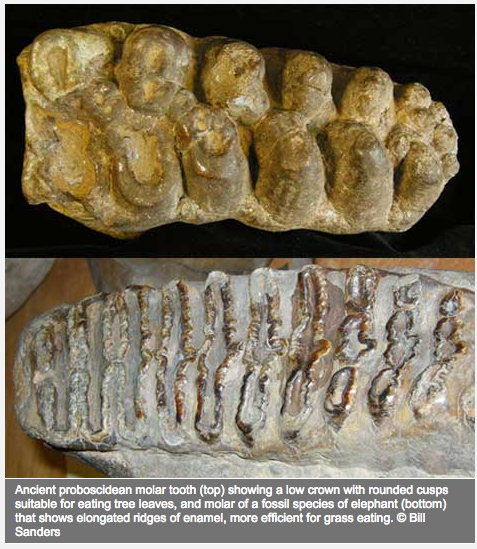 Ancient proboscidean molar tooth (top) showing a low crown with rounded cusps
suitable for eating tree leaves, and molar of a fossil species of elephant (bottom)
that shows elongated ridges of enamel, more efficient for grass eating. © Bill
Sanders